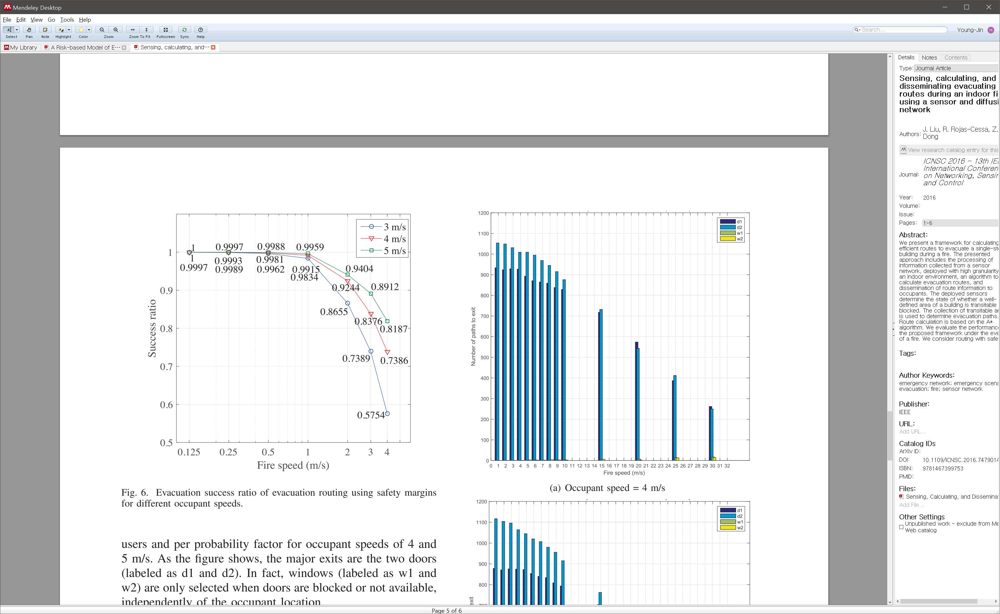 Mendeley Desktop
File Edit View Go Tools Help
Select Pan Note Highlight Color Zoom Zoom To Fit Fullscreen Sync Help
Search...
Young-Jin YK
My Library
A Risk-based Model of E···
Sensing, calculating, and···
1
0.9
0.8
0.7
0.6
0.5
Success ratio
0.125 0.25 0.5 1 2 3 4
Fire speed (m/s)
3 m/s
4 m/s
5 m/s
1 0.9997 0.9988 0.9959
1 0.9993 0.9981 0.9915 0.9404
0.9997 0.9989 0.9962 0.9834
0.9244 0.8912
0.8655
0.8376
0.8187
0.7389 0.7386
0.5754
Fig. 6. Evacuation success ratio of evacuation routing using safety margins
for different occupant speeds.
users and per probability factor for occupant speeds of 4 and
5 m/s. As the figure shows, the major exits are the two doors
(labeled as d1 and d2). In fact, windows (labeled as w1 and
w2) are only selected when doors are blocked or not available,
independently of the occupant location.
1200
1100
1000
900
800
700
600
500
400
300
200
100
0
Number of paths to exit
d1
d2
w1
w2
0 1 2 3 4 5 6 7 8 9 10 11 12 13 14 15 16 17 18 19 20 21 22 23 24 25 26 27 28 29 30 31 32
Fire speed (m/s)
(a) Occupant speed = 4 m/s
1200
1100
1000
900
800
700
exit
d1
d2
w1
w2
Details Notes Contents
Type: Journal Article
Sensing, calculating, and
disseminating evacuating
routes during an indoor fi
using a sensor and diffusi
network
Authors: J. Liu, R. Rojas-Cessa, Z.
Dong
View research catalog entry for this
Journal: ICNSC 2016 - 13th IEE
International Conferen
on Networking, Sensin
and Control
Year: 2016
Volume:
Issue:
Pages: 1-6
Abstract:
We present a framework for calculating
efficient routes to evacuate a single-st
building during a fire. The presented
approach includes the processing of
information collected from a sensor
network, deployed with high granularity
an indoor environment, an algorithm to
calculate evacuation routes, and
dissemination of route information to
occupants. The deployed sensors
determine the state of whether a well-
defined area of a building is transitable
blocked. The collection of transitable ar
is used to determine evacuation paths.
Route calculation is based on the A*
algorithm. We evaluate the performance
the proposed framework under the eve
of a fire. We consider routing with safe
Tags:
Author Keywords:
emergency network; emergency scena
evacuation; fire; sensor network
Publisher:
IEEE
URL:
Add URL...
Catalog IDs
ArXiv ID:
DOI: 10.1109/ICNSC.2016.7479014
ISBN: 9781467399753
PMID:
Files:
Sensing, Calculating, and Dissemina
Add File...
Other Settings
Unpublished work - exclude from Me
Web catalog
Page 5 of 6